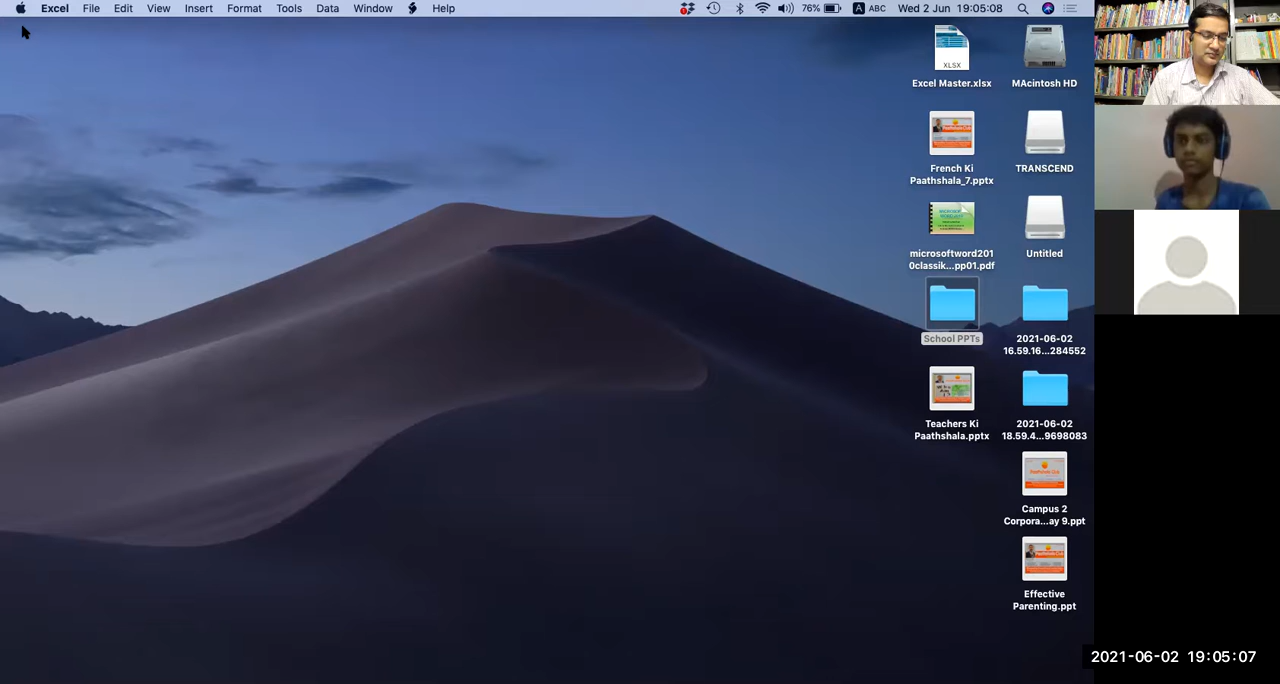 Excel File Edit View Insert Format Tools Data Window Help 76% A ABC Wed 2 Jun 19:05:08
XLSX
Excel Master.xlsx
MAcintosh HD
French Ki
Paathshala_7.pptx
TRANSCEND
microsoftword201
0classik...pp01.pdf
Untitled
School PPTs
2021-06-02
16.59.16...284552
Teachers Ki
Paathshala.pptx
2021-06-02
18.59.4...9698083
Campus 2
Corpora...ay 9.ppt
Effective
Parenting.ppt
2021-06-02 19:05:07